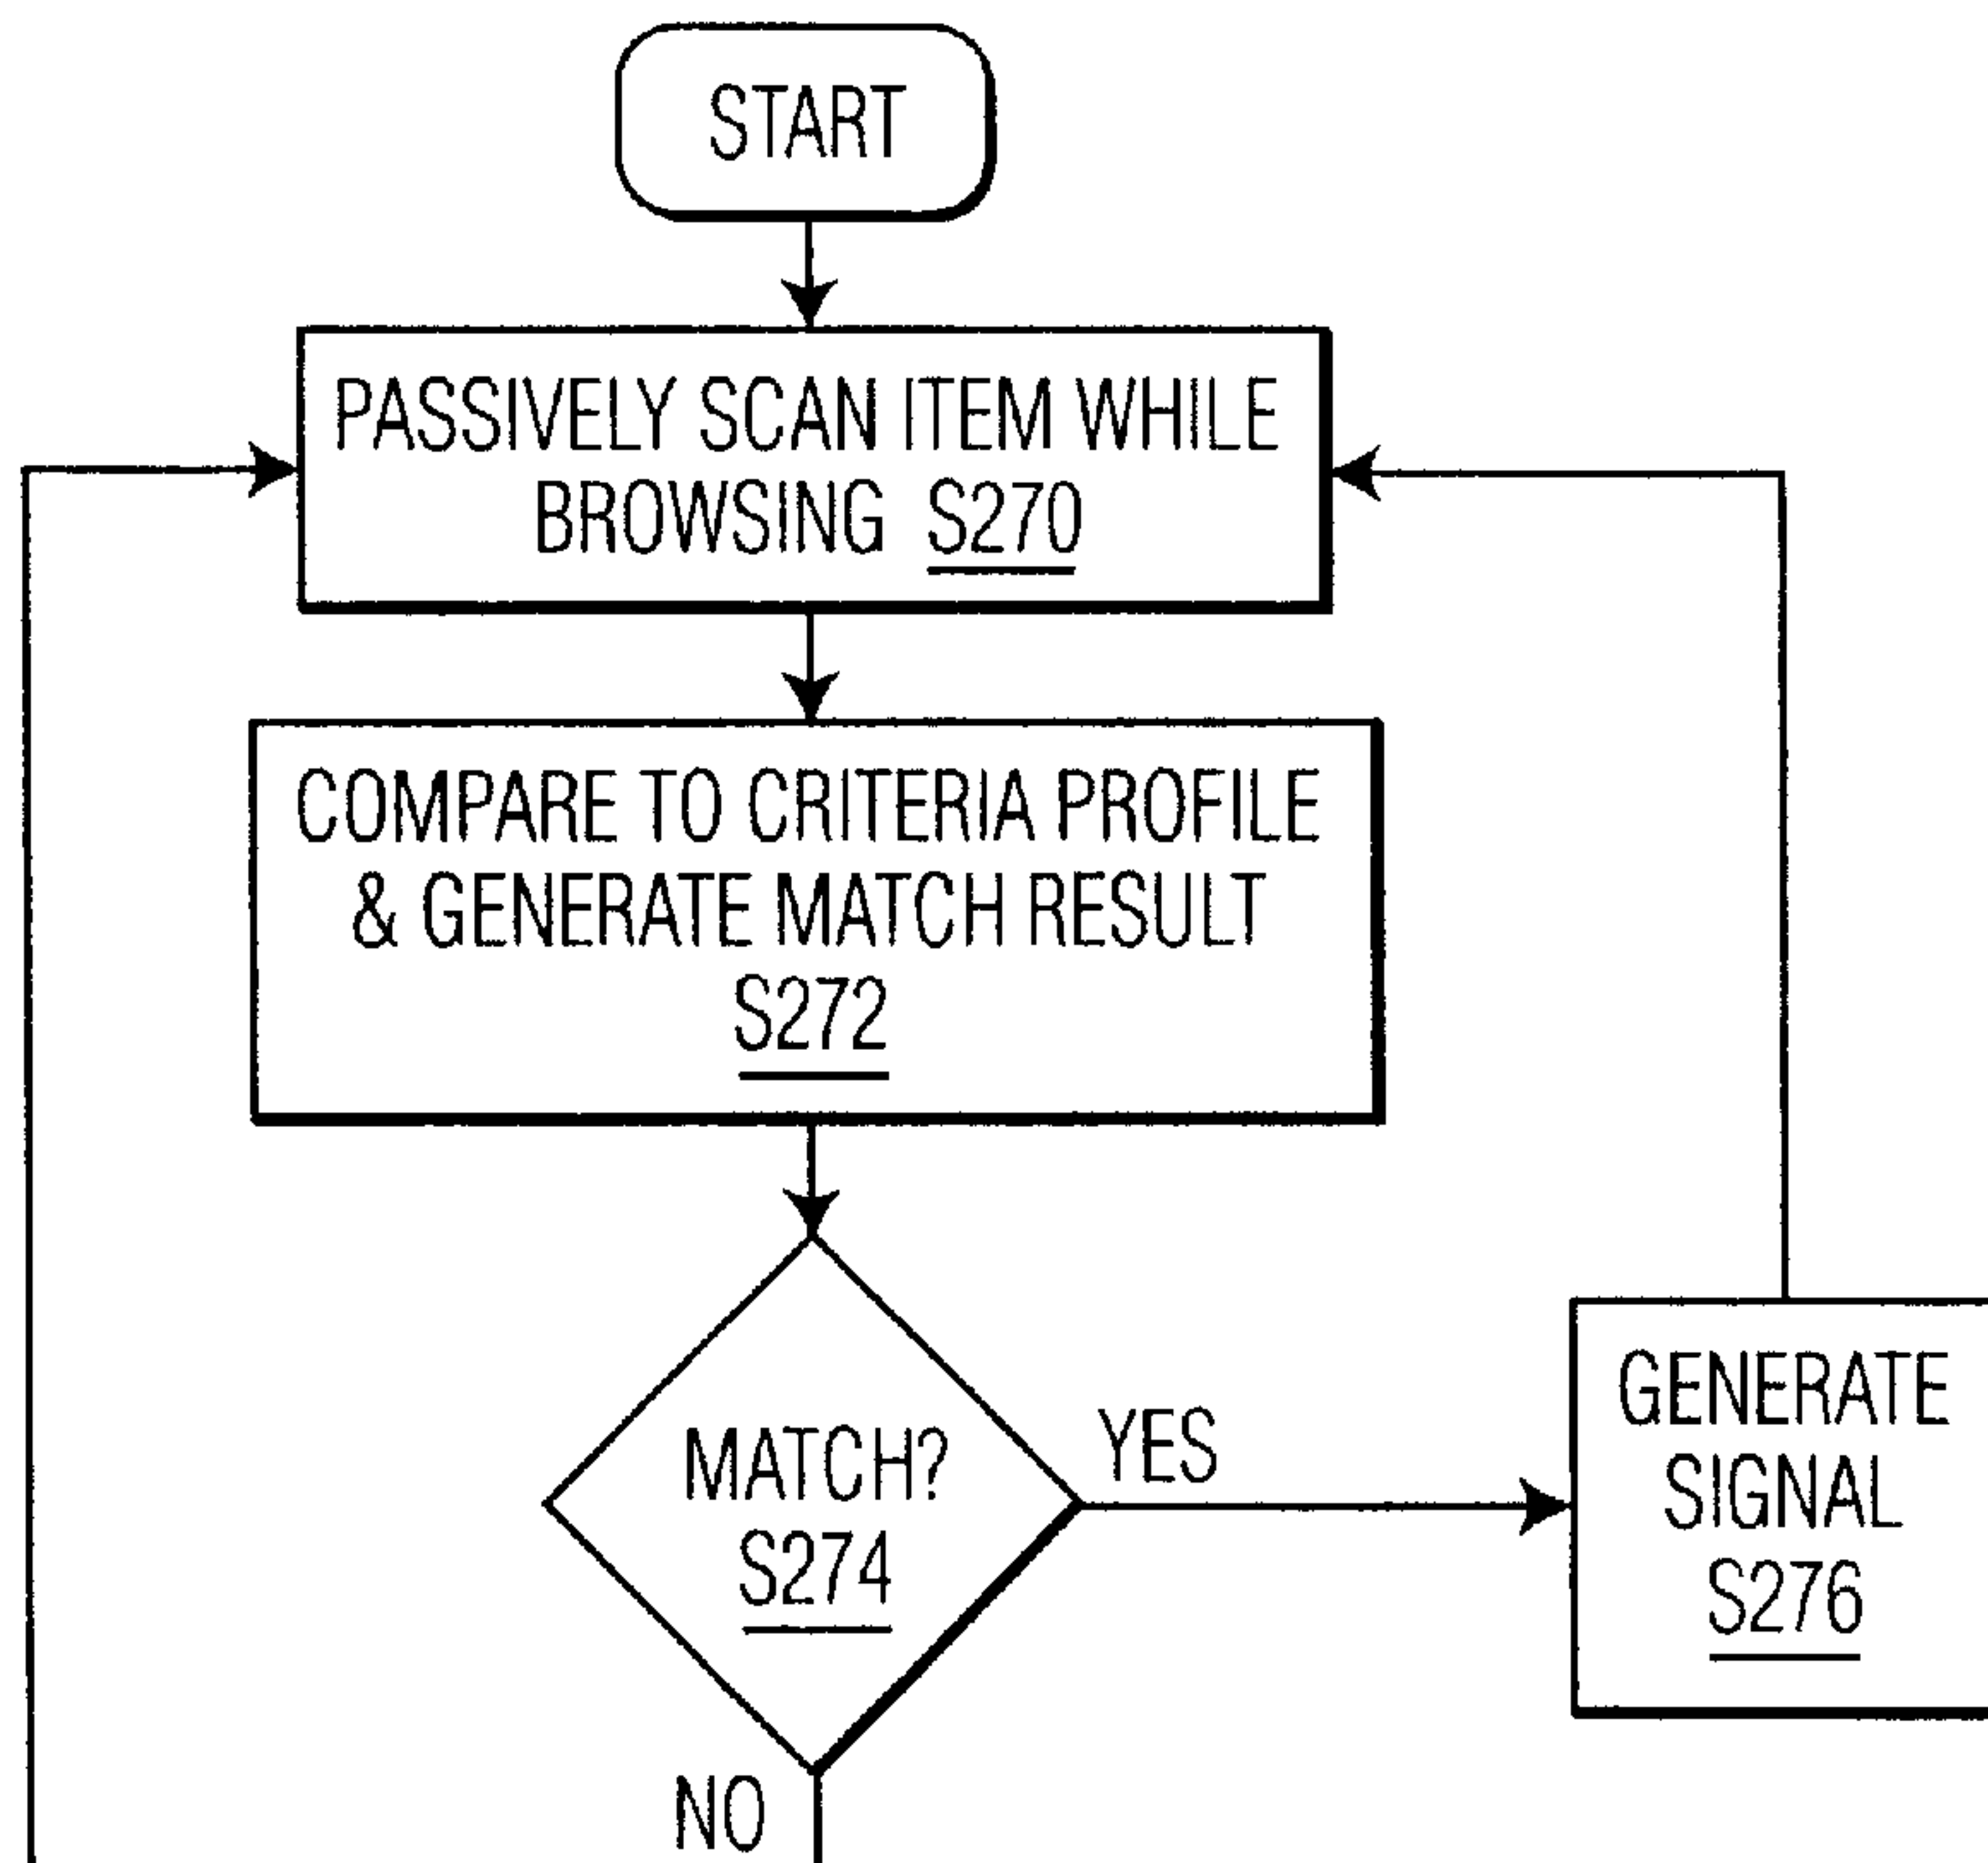 START
PASSIVELY SCAN ITEM WHILE
BROWSING S270
COMPARE TO CRITERIA PROFILE
& GENERATE MATCH RESULT
S272
MATCH?
S274
YES
GENERATE
SIGNAL
S276
NO